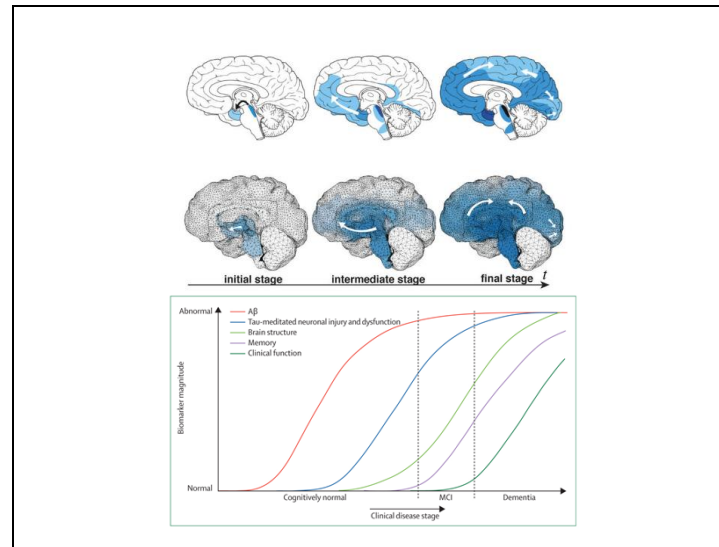 initial stage
intermediate stage
final stage
t
Abnormal
Aβ
Tau-meditated neuronal injury and dysfunction
Brain structure
Memory
Clinical function
Biomarker magnitude
Normal
Cognitively normal
MCI
Dementia
Clinical disease stage